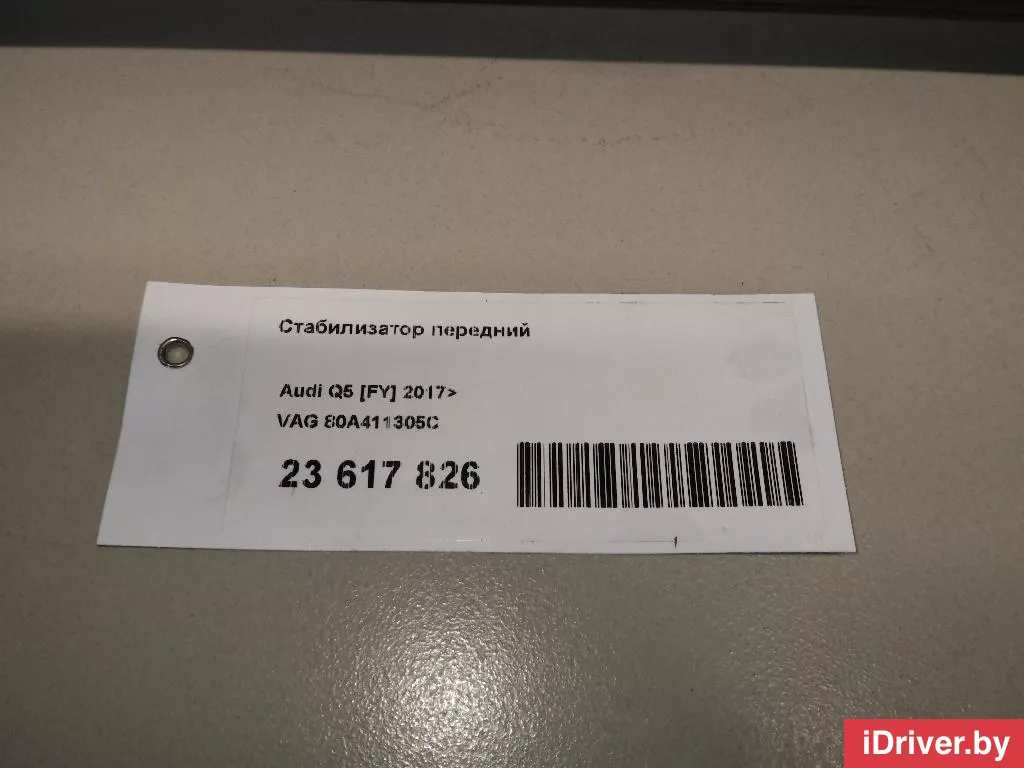 Стабилизатор передний
Audi Q5 [FY] 2017>
VAG 80A411305C
23 617 826
iDriver.by